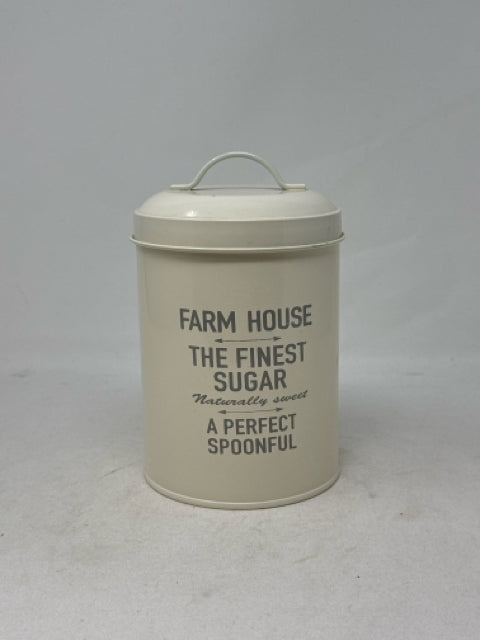 FARM HOUSE
THE FINEST
SUGAR
Naturally sweet
A PERFECT
SPOONFUL